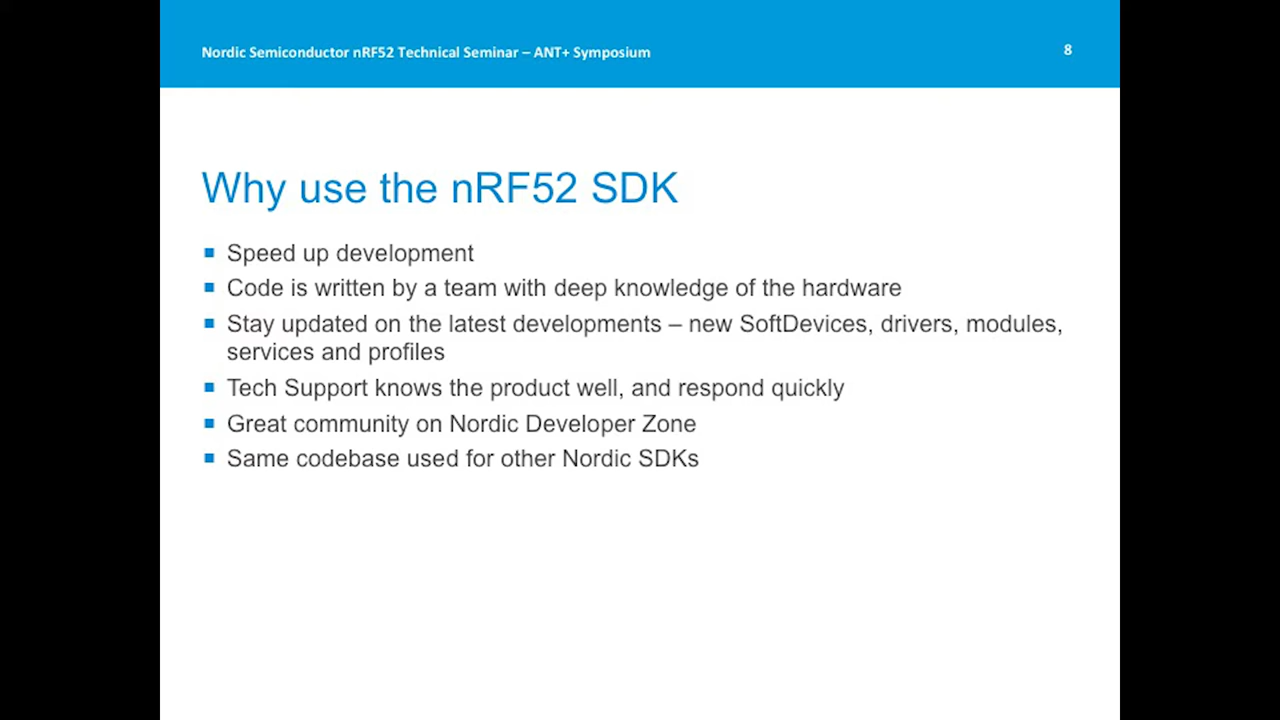 Nordic Semiconductor nRF52 Technical Seminar – ANT+ Symposium
8
Why use the nRF52 SDK
Speed up development
Code is written by a team with deep knowledge of the hardware
Stay updated on the latest developments – new SoftDevices, drivers, modules,
services and profiles
Tech Support knows the product well, and respond quickly
Great community on Nordic Developer Zone
Same codebase used for other Nordic SDKs